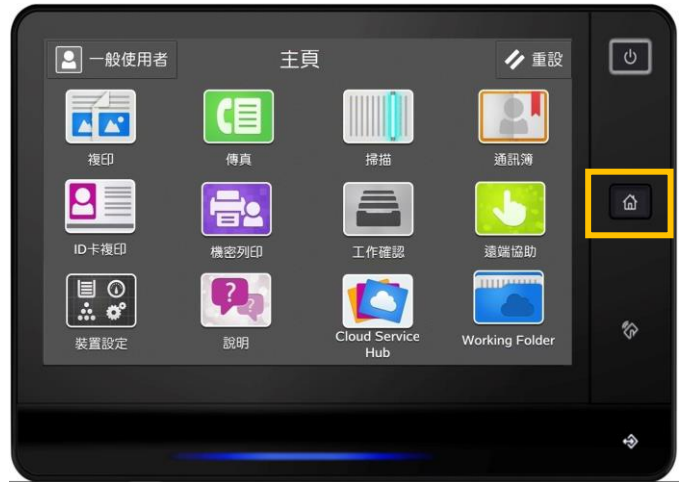 一般使用者
主頁
重設
複印
傳真
掃描
通訊簿
ID卡複印
機密列印
工作確認
遠端協助
裝置設定
說明
Cloud Service
Hub
Working Folder